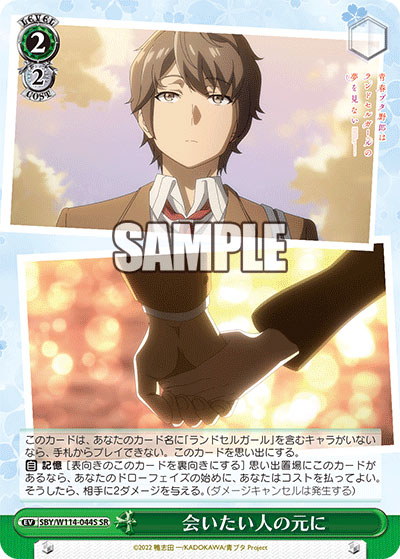 LEVEL
2
2
COST
青春ブタ野郎は
ランドセルガールの
夢を見ない
SAMPLE
このカードは、あなたのカード名に「ランドセルガール」を含むキャラがいない
なら、手札からプレイできない。このカードを思い出にする。
記憶 [表向きのこのカードを裏向きにする] 思い出置場にこのカードが
あるなら、あなたのドローフェイズの始めに、あなたはコストを払ってよい。
そうしたら、相手に2ダメージを与える。(ダメージキャンセルは発生する)
EV SBY/W114-044S SR
会いたい人の元に
©2022 鴨志田 一/KADOKAWA/青ブタ Project